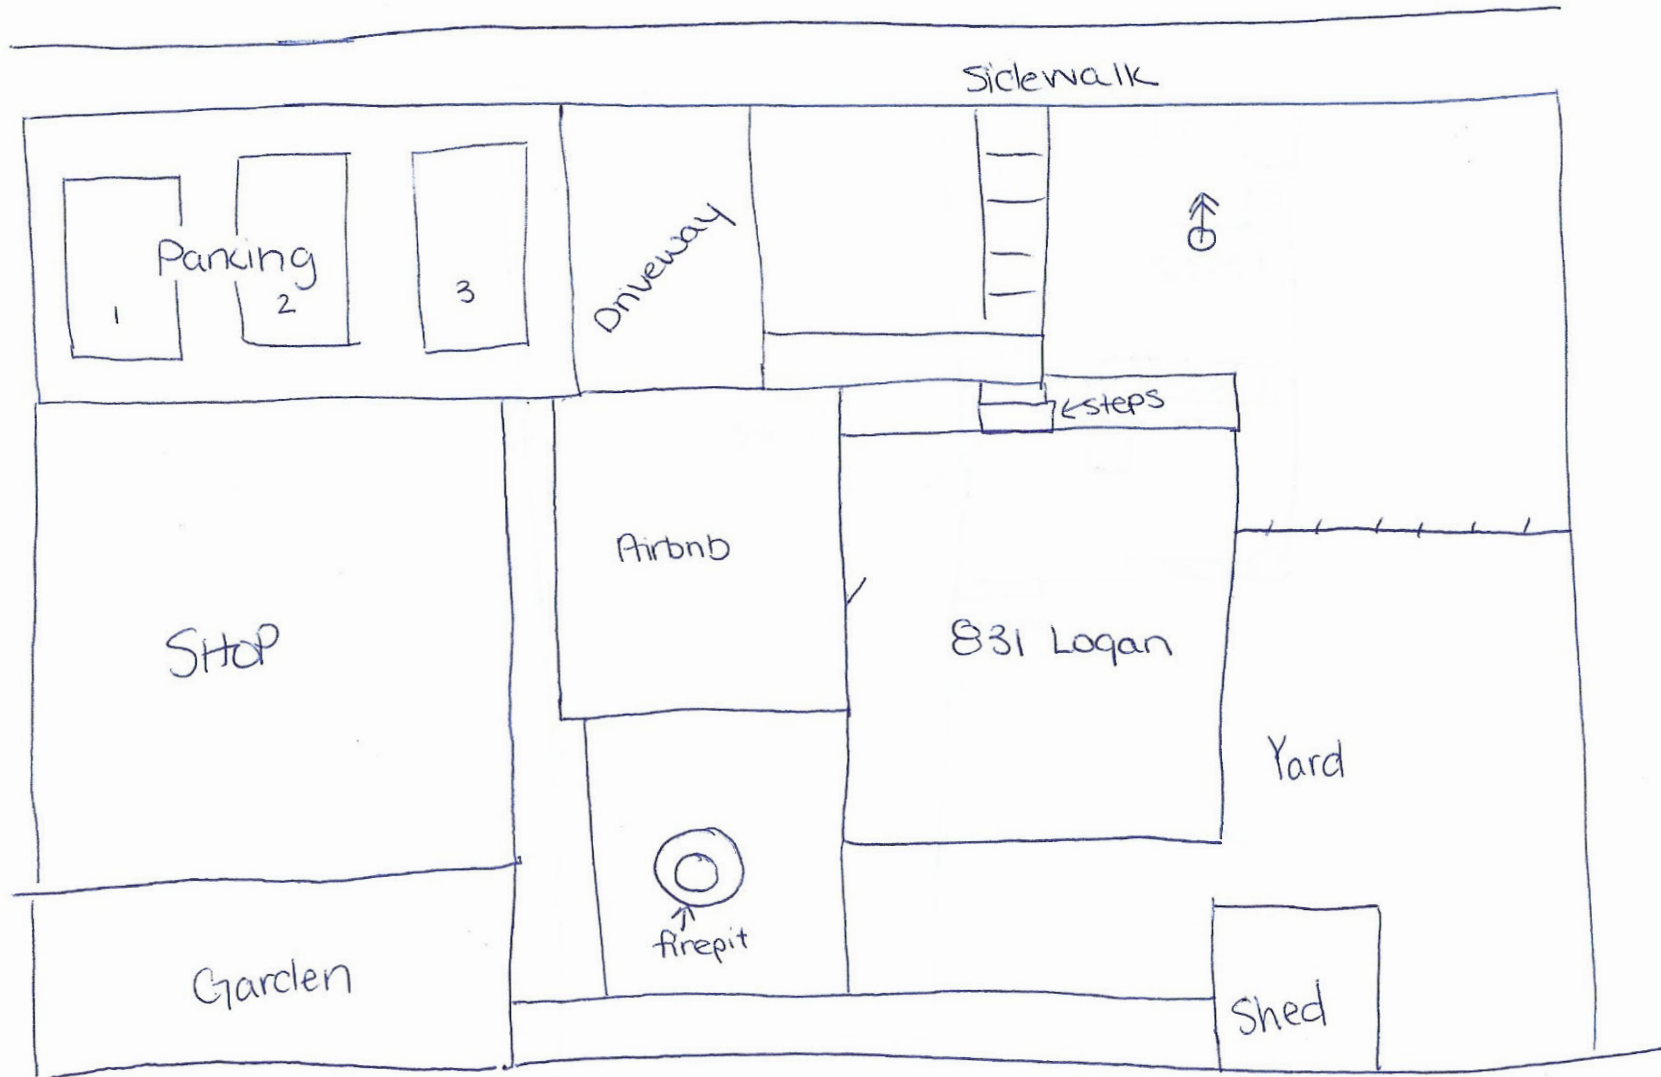 Sidewalk
Parking
1
2
3
Driveway
←steps
Airbnb
SHOP
831 Logan
Yard
firepit
Garden
Shed